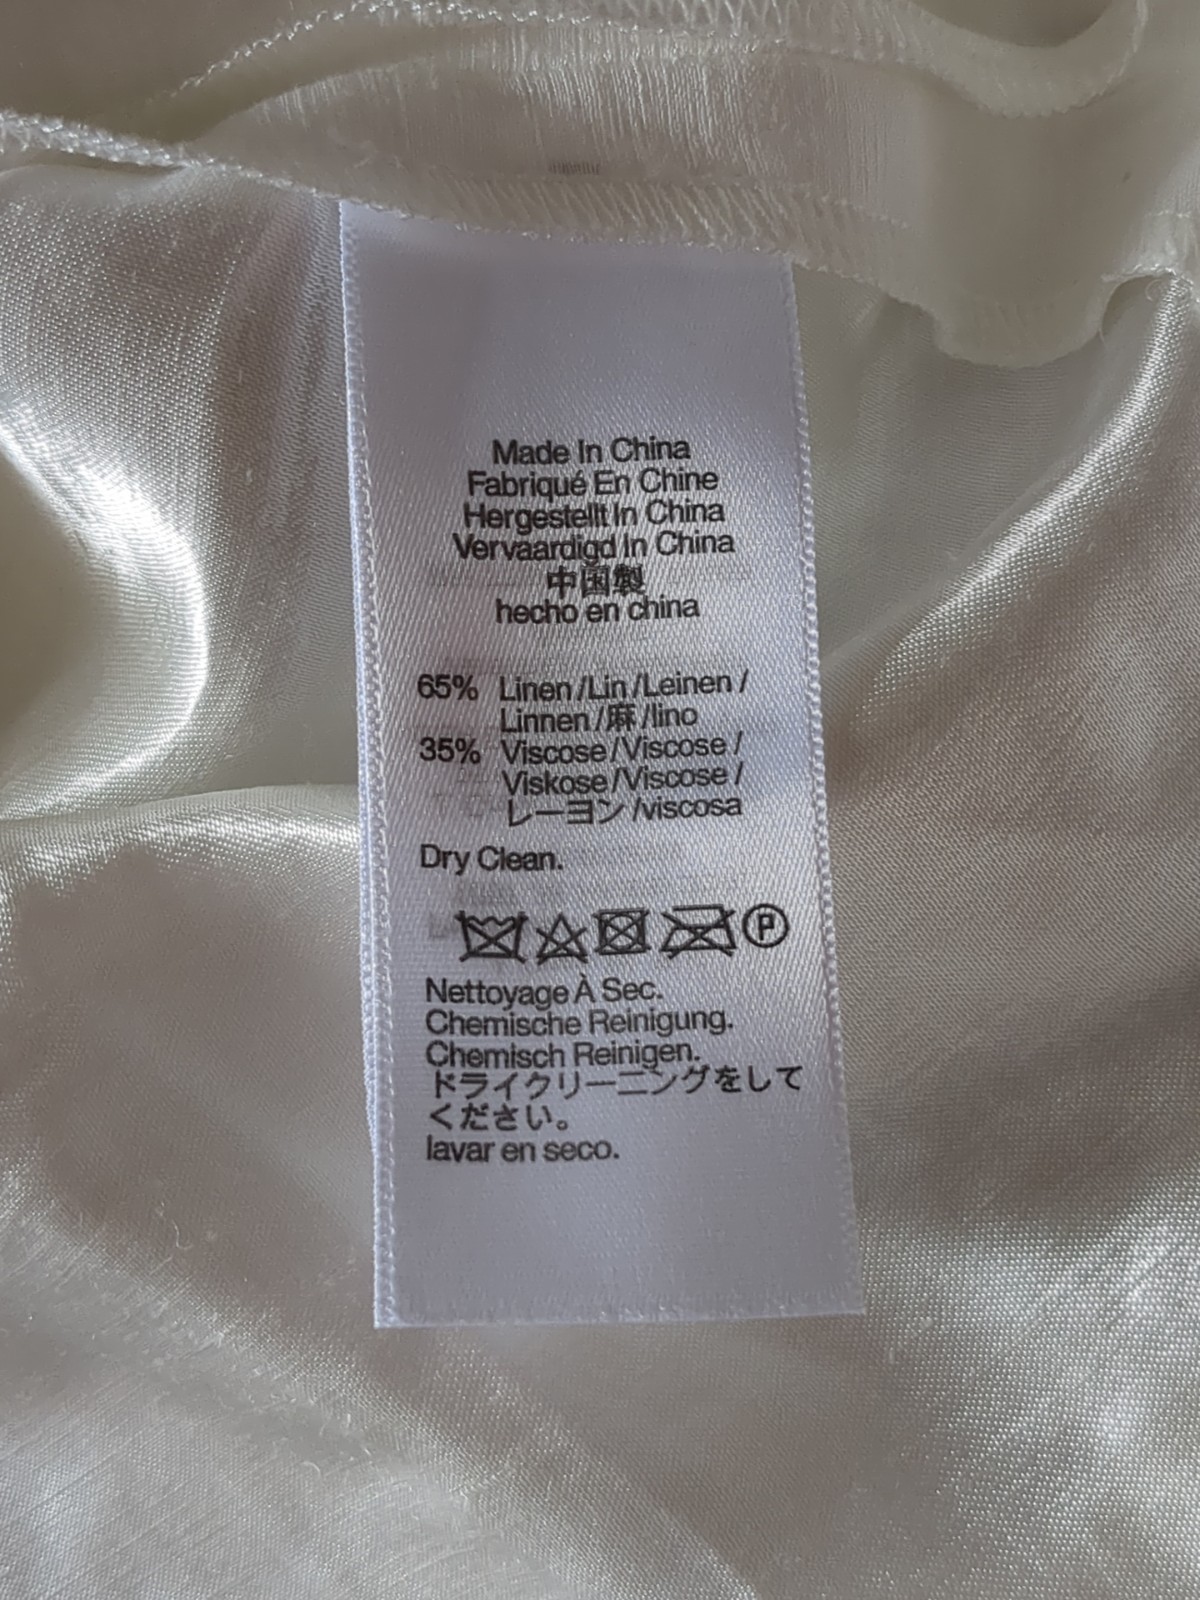 Made In China
Fabriqué En Chine
Hergestellt In China
Vervaardigd In China
中国製
hecho en china
65% Linen/Lin/Leinen/
Linnen/麻/lino
35% Viscose/Viscose/
Viskose/Viscose/
レーヨン/viscosa
Dry Clean.
P
Nettoyage À Sec.
Chemische Reinigung.
Chemisch Reinigen.
ドライクリーニングをして
ください。
lavar en seco.